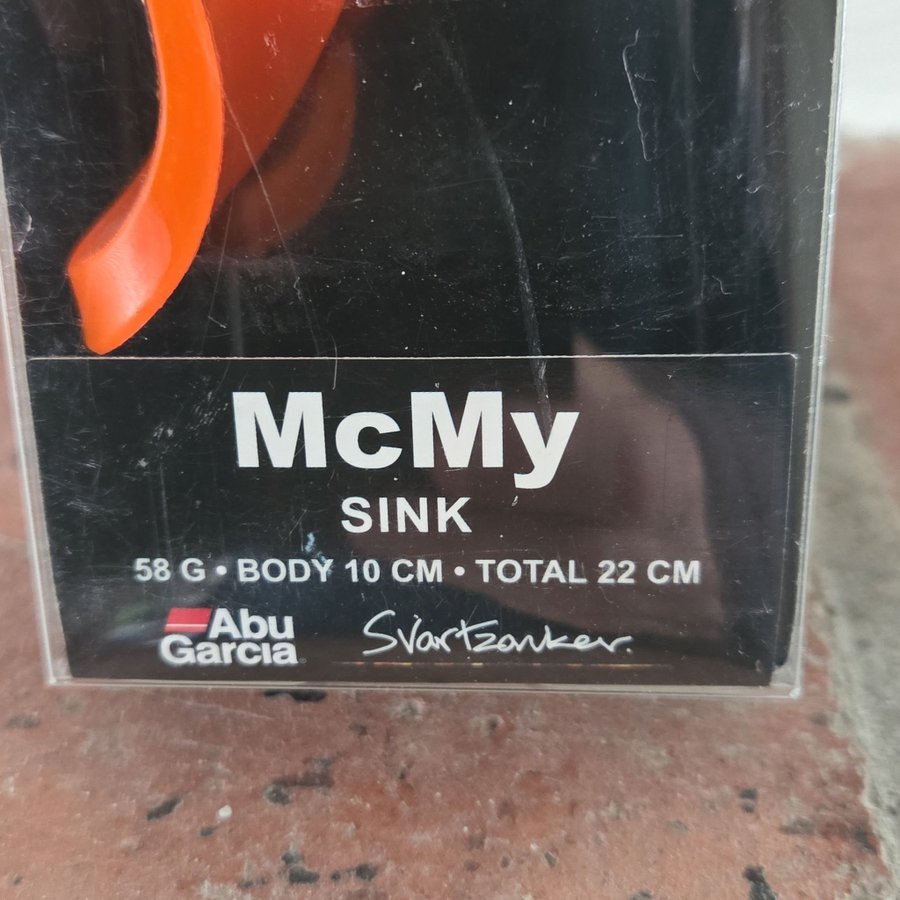 McMy
SINK
58 G • BODY 10 CM • TOTAL 22 CM
Abu
Garcia
Svartzonker.